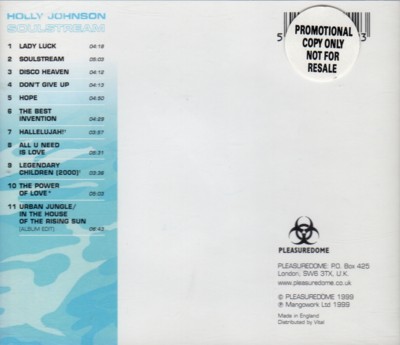 HOLLY JOHNSON
SOULSTREAM
1 LADY LUCK 04:18
2 SOULSTREAM 05:03
3 DISCO HEAVEN 04:12
4 DON'T GIVE UP 04:13
5 HOPE 04:30
6 THE BEST
INVENTION 04:29
7 HALLELUJAH! 03:57
8 ALL U NEED
IS LOVE 05:31
9 LEGENDARY
CHILDREN (2000) 03:36
10 THE POWER
OF LOVE 05:03
11 URBAN JUNGLE/
IN THE HOUSE
OF THE RISING SUN
(ALBUM EDIT) 06:43
5
3
PROMOTIONAL
COPY ONLY
NOT FOR
RESALE
PLEASUREDOME
PLEASUREDOME: P.O. Box 425
London, SW6 3TX, U.K.
www.pleasuredome.co.uk
© PLEASUREDOME 1999
℗ Mangowork Ltd 1999
Made in England
Distributed by Vital